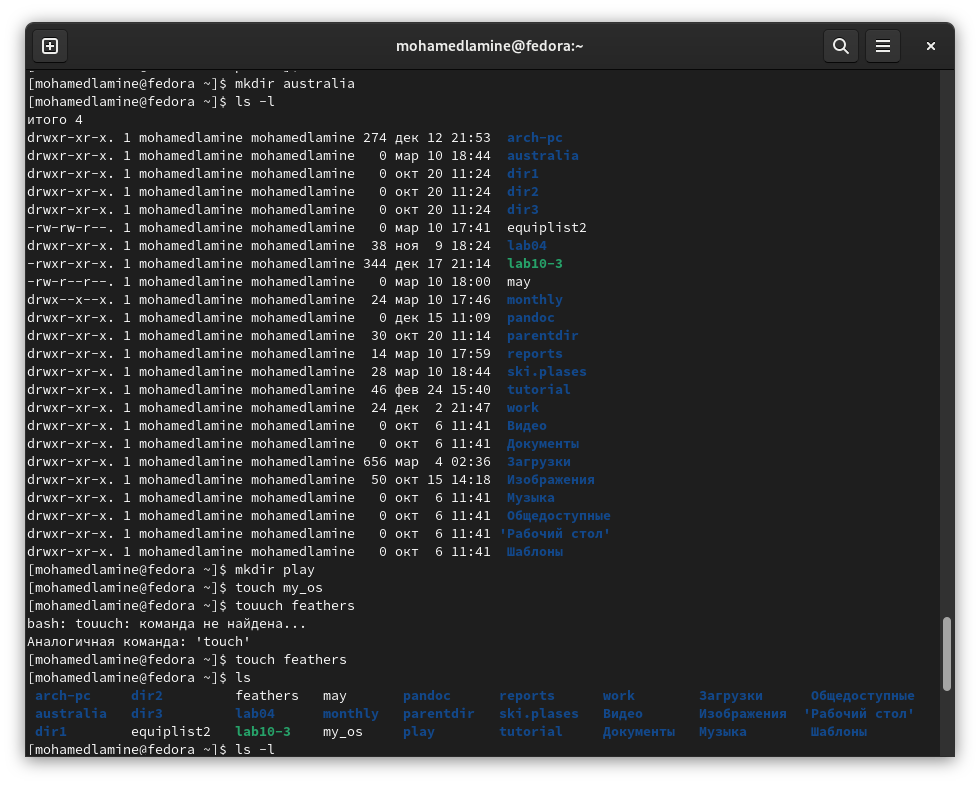 mohamedlamine@fedora:~
[mohamedlamine@fedora ~]$ mkdir australia
[mohamedlamine@fedora ~]$ ls -l
итого 4
drwxr-xr-x. 1 mohamedlamine mohamedlamine 274 дек 12 21:53  arch-pc
drwxr-xr-x. 1 mohamedlamine mohamedlamine   0 мар 10 18:44  australia
drwxr-xr-x. 1 mohamedlamine mohamedlamine   0 окт 20 11:24  dir1
drwxr-xr-x. 1 mohamedlamine mohamedlamine   0 окт 20 11:24  dir2
drwxr-xr-x. 1 mohamedlamine mohamedlamine   0 окт 20 11:24  dir3
-rw-rw-r--. 1 mohamedlamine mohamedlamine   0 мар 10 17:41  equiplist2
drwxr-xr-x. 1 mohamedlamine mohamedlamine  38 ноя  9 18:24  lab04
-rwxr-xr-x. 1 mohamedlamine mohamedlamine 344 дек 17 21:14  lab10-3
-rw-r--r--. 1 mohamedlamine mohamedlamine   0 мар 10 18:00  may
drwx--x--x. 1 mohamedlamine mohamedlamine  24 мар 10 17:46  monthly
drwxr-xr-x. 1 mohamedlamine mohamedlamine   0 дек 15 11:09  pandoc
drwxr-xr-x. 1 mohamedlamine mohamedlamine  30 окт 20 11:14  parentdir
drwxr-xr-x. 1 mohamedlamine mohamedlamine  14 мар 10 17:59  reports
drwxr-xr-x. 1 mohamedlamine mohamedlamine  28 мар 10 18:44  ski.plases
drwxr-xr-x. 1 mohamedlamine mohamedlamine  46 фев 24 15:40  tutorial
drwxr-xr-x. 1 mohamedlamine mohamedlamine  24 дек  2 21:47  work
drwxr-xr-x. 1 mohamedlamine mohamedlamine   0 окт  6 11:41  Видео
drwxr-xr-x. 1 mohamedlamine mohamedlamine   0 окт  6 11:41  Документы
drwxr-xr-x. 1 mohamedlamine mohamedlamine 656 мар  4 02:36  Загрузки
drwxr-xr-x. 1 mohamedlamine mohamedlamine  50 окт 15 14:18  Изображения
drwxr-xr-x. 1 mohamedlamine mohamedlamine   0 окт  6 11:41  Музыка
drwxr-xr-x. 1 mohamedlamine mohamedlamine   0 окт  6 11:41  Общедоступные
drwxr-xr-x. 1 mohamedlamine mohamedlamine   0 окт  6 11:41 'Рабочий стол'
drwxr-xr-x. 1 mohamedlamine mohamedlamine   0 окт  6 11:41  Шаблоны
[mohamedlamine@fedora ~]$ mkdir play
[mohamedlamine@fedora ~]$ touch my_os
[mohamedlamine@fedora ~]$ touuch feathers
bash: touuch: команда не найдена...
Аналогичная команда: 'touch'
[mohamedlamine@fedora ~]$ touch feathers
[mohamedlamine@fedora ~]$ ls
arch-pc     dir2         feathers   may       pandoc      reports      work        Загрузки      Общедоступные
australia   dir3         lab04      monthly   parentdir   ski.plases   Видео       Изображения  'Рабочий стол'
dir1        equiplist2   lab10-3    my_os     play        tutorial     Документы   Музыка        Шаблоны
[mohamedlamine@fedora ~]$ ls -l